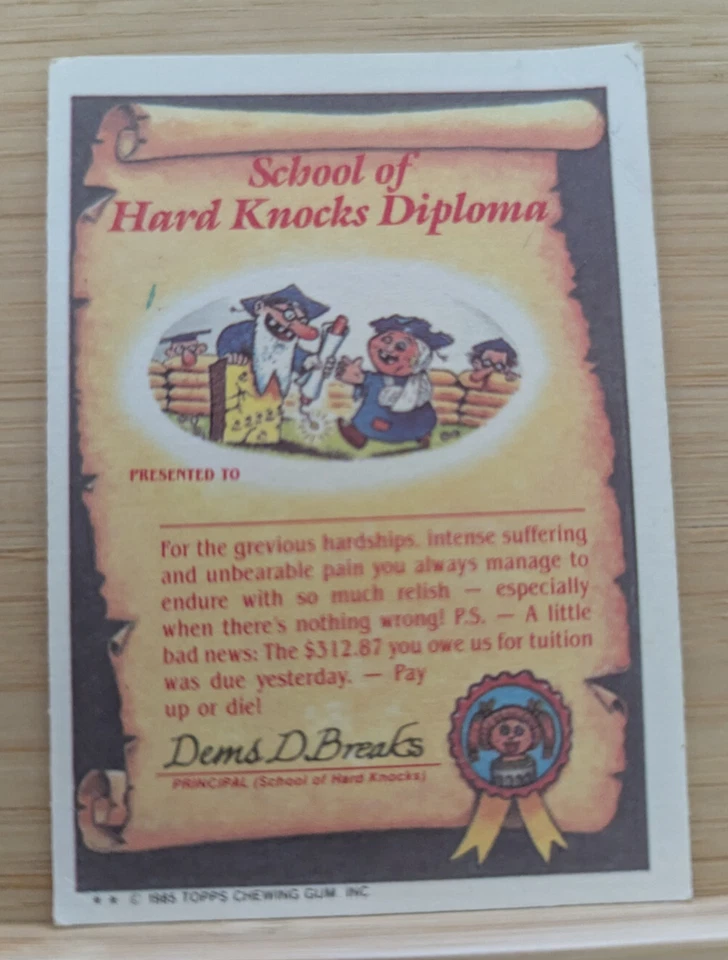 School of
Hard Knocks Diploma
PRESENTED TO
For the grevious hardships, intense suffering
and unbearable pain you always manage to
endure with so much relish — especially
when there's nothing wrong! P.S. — A little
bad news: The $312.87 you owe us for tuition
was due yesterday. — Pay
up or die!
Dems D. Breaks
PRINCIPAL (School of Hard Knocks)
** © 1985 TOPPS CHEWING GUM, INC.